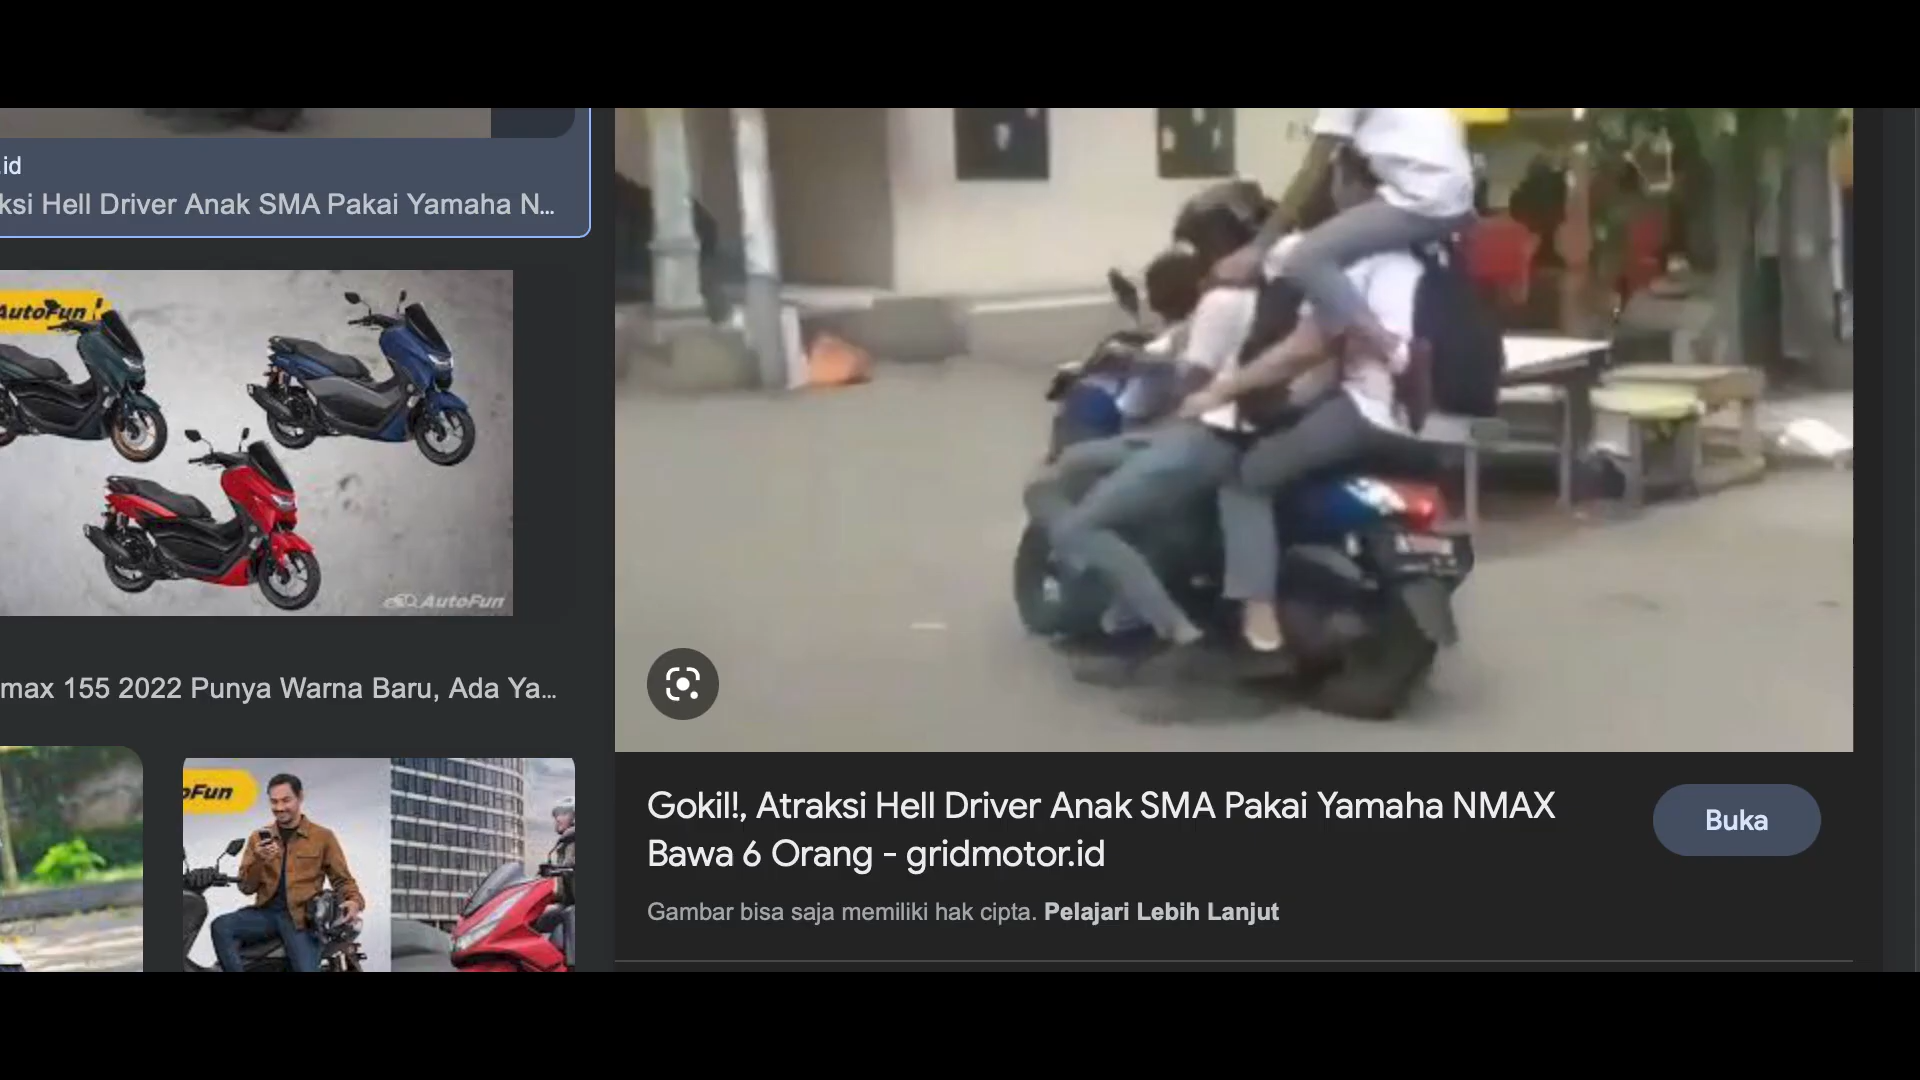 .id
ksi Hell Driver Anak SMA Pakai Yamaha N...
AutoFun
AutoFun
max 155 2022 Punya Warna Baru, Ada Ya...
oFun
Gokil!, Atraksi Hell Driver Anak SMA Pakai Yamaha NMAX
Bawa 6 Orang - gridmotor.id
Buka
Gambar bisa saja memiliki hak cipta. Pelajari Lebih Lanjut